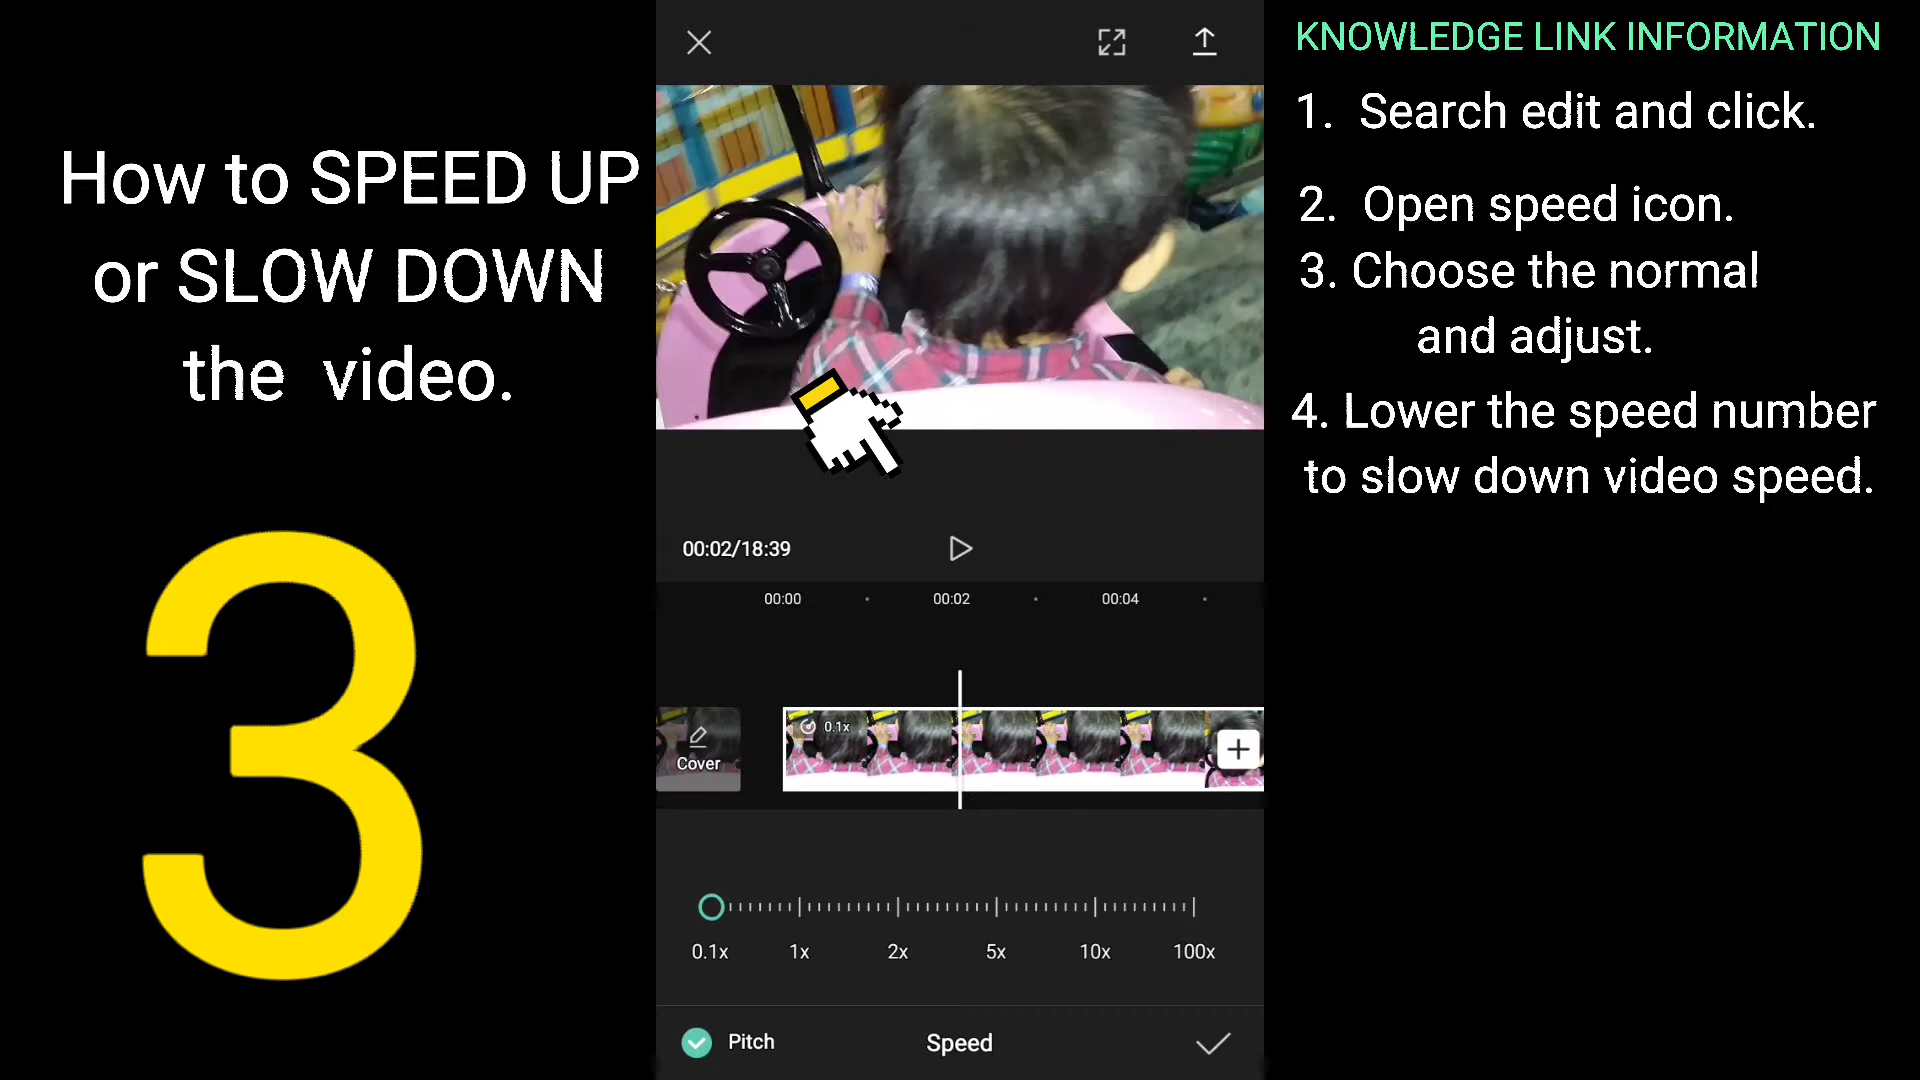 How to SPEED UP
or SLOW DOWN
the video.
3
00:02/18:39
00:00
00:02
00:04
Cover
0.1x
0.1x
1x
2x
5x
10x
100x
Pitch
Speed
KNOWLEDGE LINK INFORMATION
1. Search edit and click.
2. Open speed icon.
3. Choose the normal
and adjust.
4. Lower the speed number
to slow down video speed.